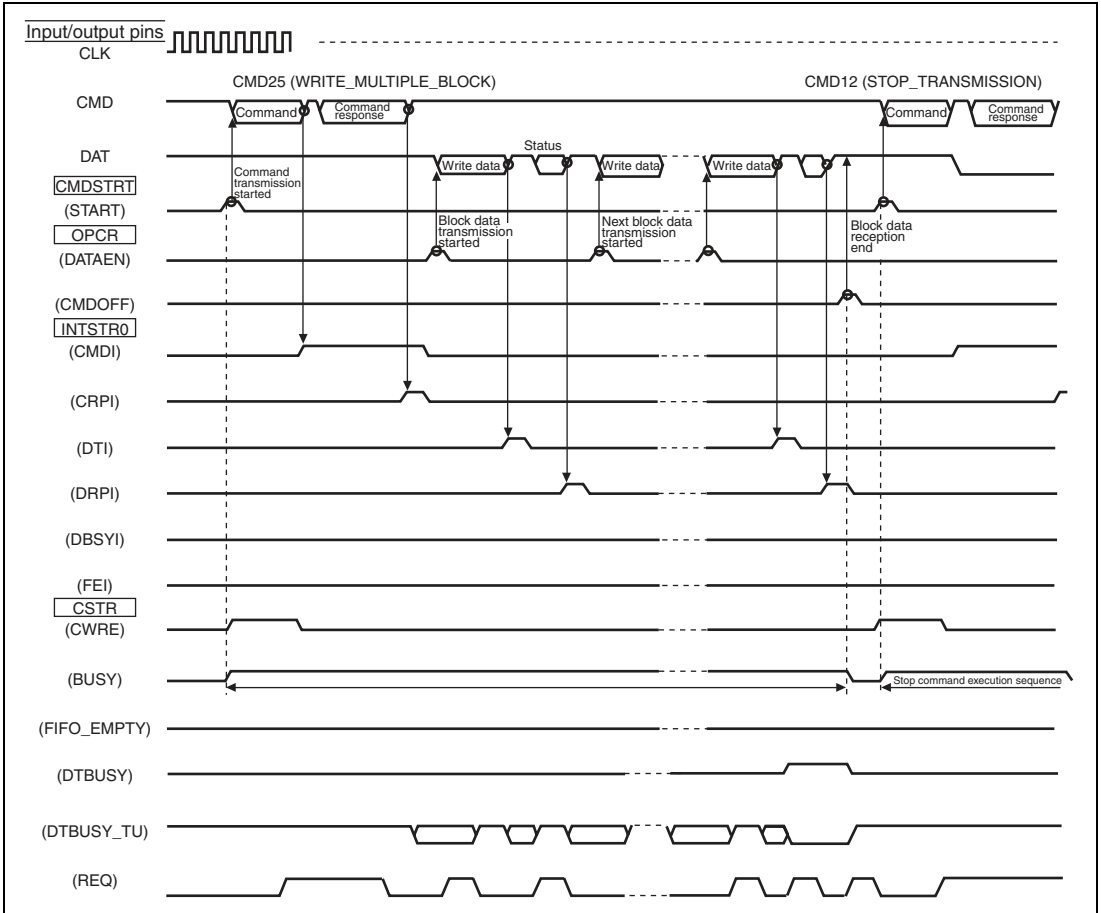 Input/output pins
CLK
CMD25 (WRITE_MULTIPLE_BLOCK)
CMD12 (STOP_TRANSMISSION)
CMD
Command
Command
response
Command
Command
response
DAT
Status
Write data
Write data
Write data
Command
transmission
started
CMDSTRT
(START)
Block data
transmission
started
Next block data
transmission
started
Block data
reception
end
OPCR
(DATAEN)
(CMDOFF)
INTSTR0
(CMDI)
(CRPI)
(DTI)
(DRPI)
(DBSYI)
(FEI)
CSTR
(CWRE)
(BUSY)
Stop command execution sequence
(FIFO_EMPTY)
(DTBUSY)
(DTBUSY_TU)
(REQ)